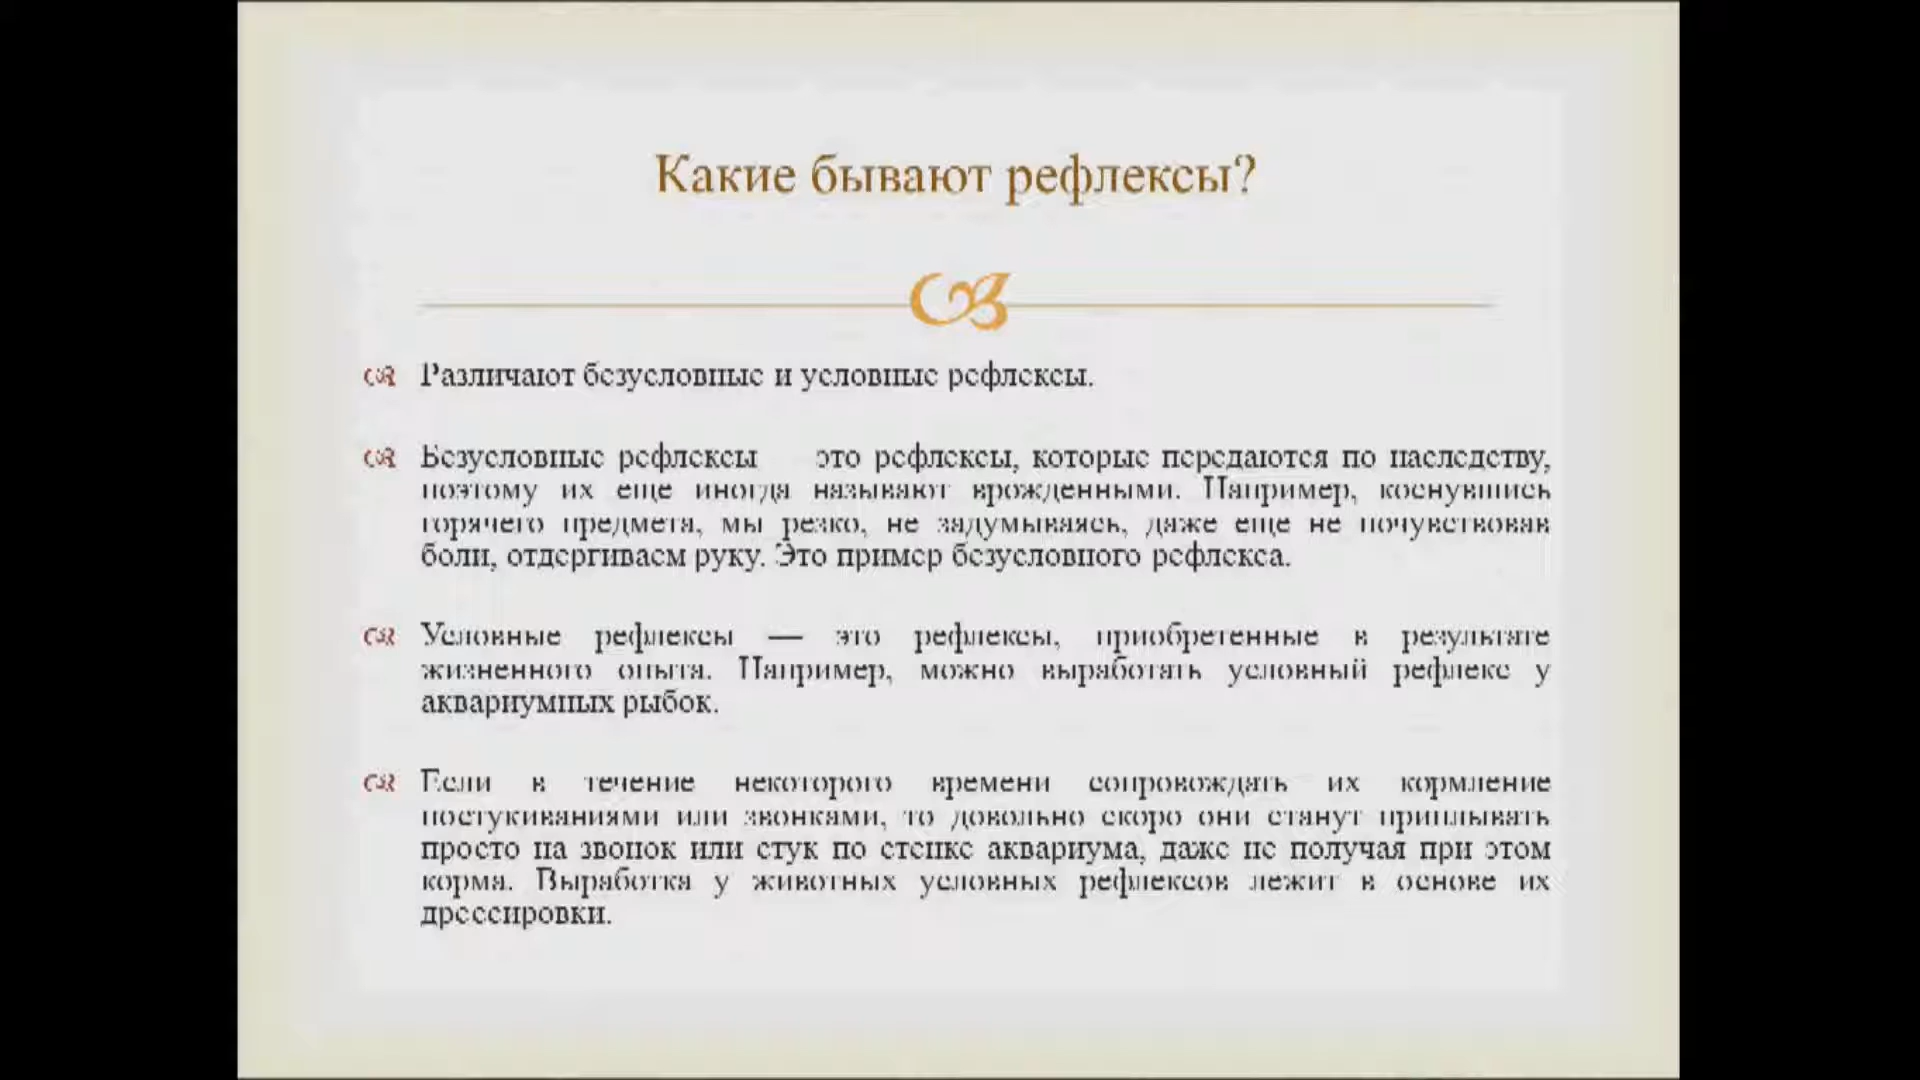 Какие бывают рефлексы?
Различают безусловные и условные рефлексы.
Безусловные рефлексы это рефлексы, которые передаются по наследству,
поэтому их еще иногда называют врожденными. Например, коснувшись
горячего предмета, мы резко, не задумываясь, даже еще не почувствовав
боли, отдергиваем руку. Это пример безусловного рефлекса.
Условные рефлексы — это рефлексы, приобретенные в результате
жизненного опыта. Например, можно выработать условный рефлекс у
аквариумных рыбок.
Если в течение некоторого времени сопровождать их кормление
постукиваниями или звонками, то довольно скоро они станут приплывать
просто на звонок или стук по стенке аквариума, даже не получая при этом
корма. Выработка у животных условных рефлексов лежит в основе их
дрессировки.